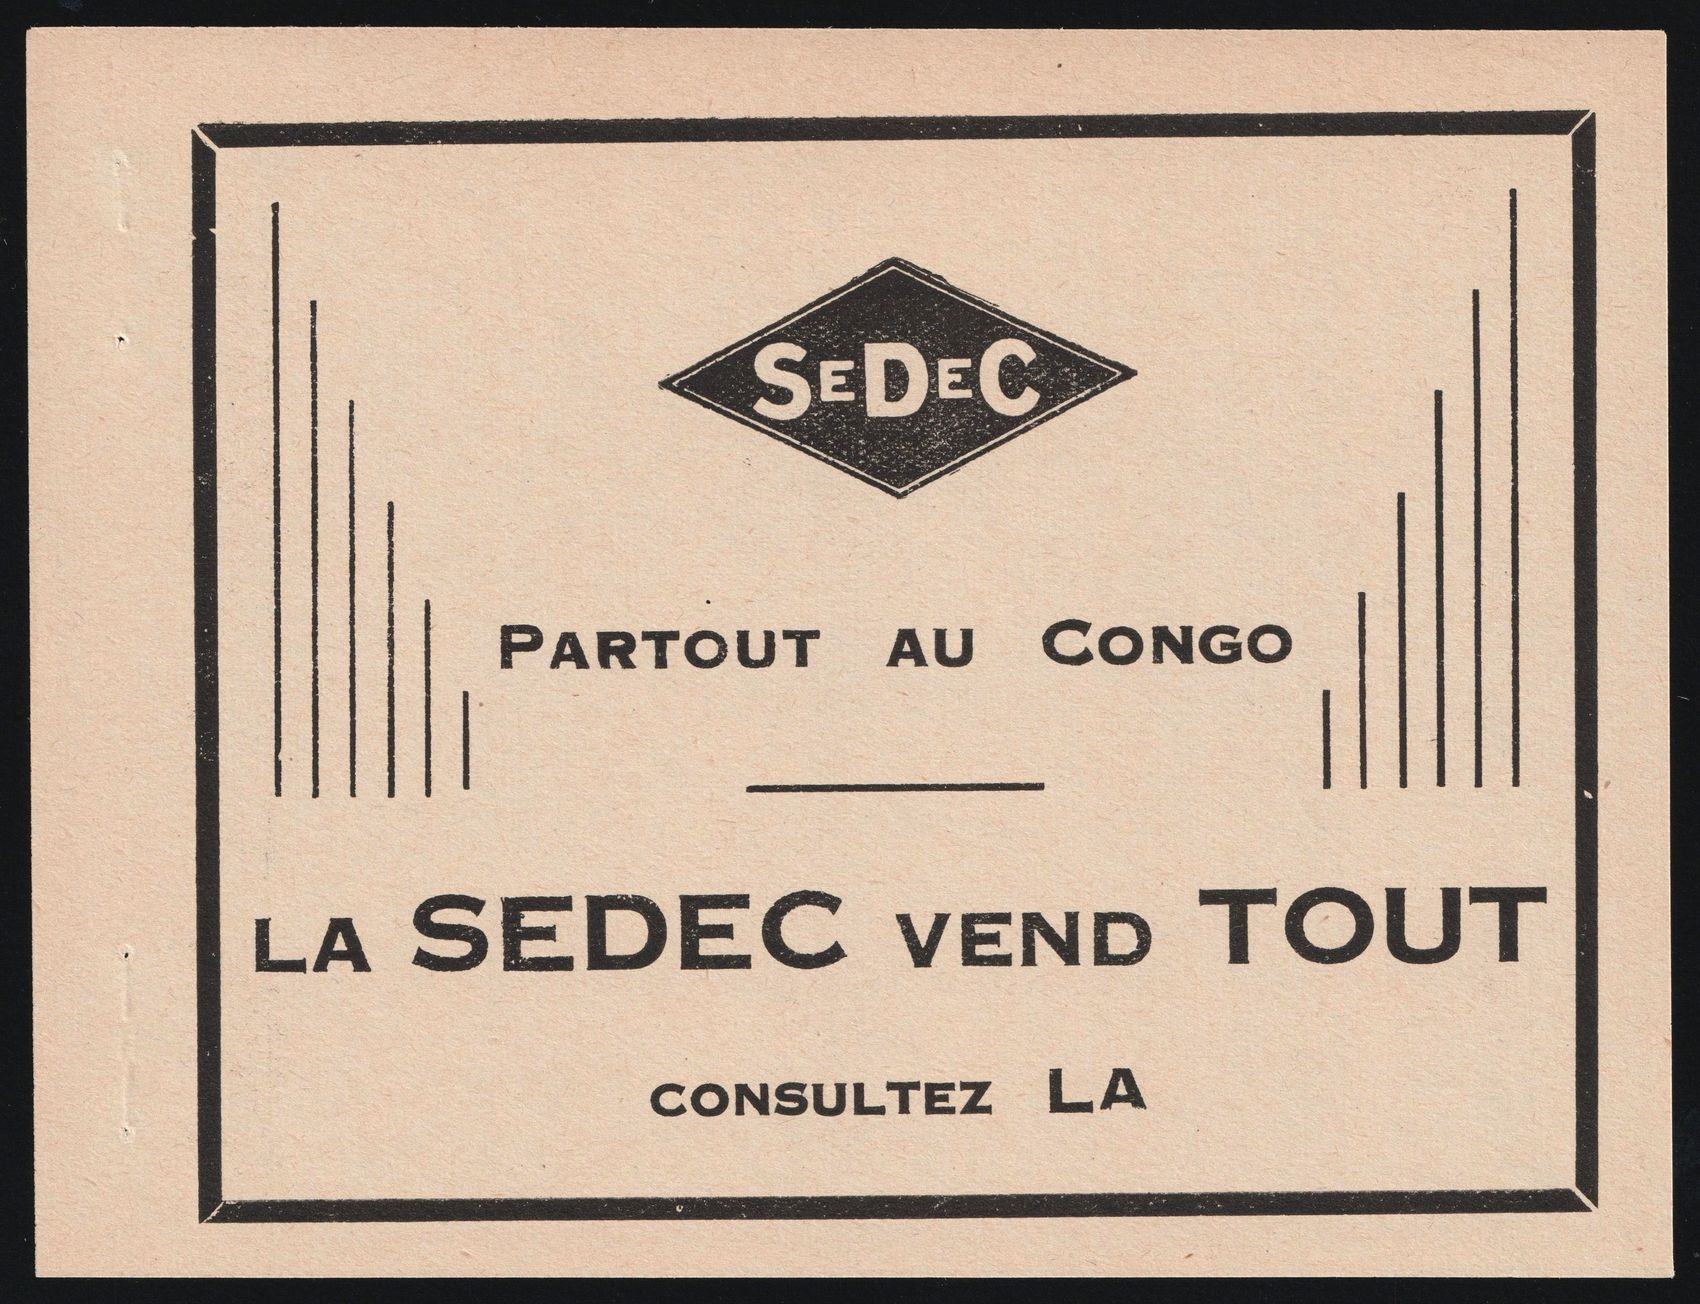 SEDEC
PARTOUT AU CONGO
LA SEDEC VEND TOUT
CONSULTEZ LA